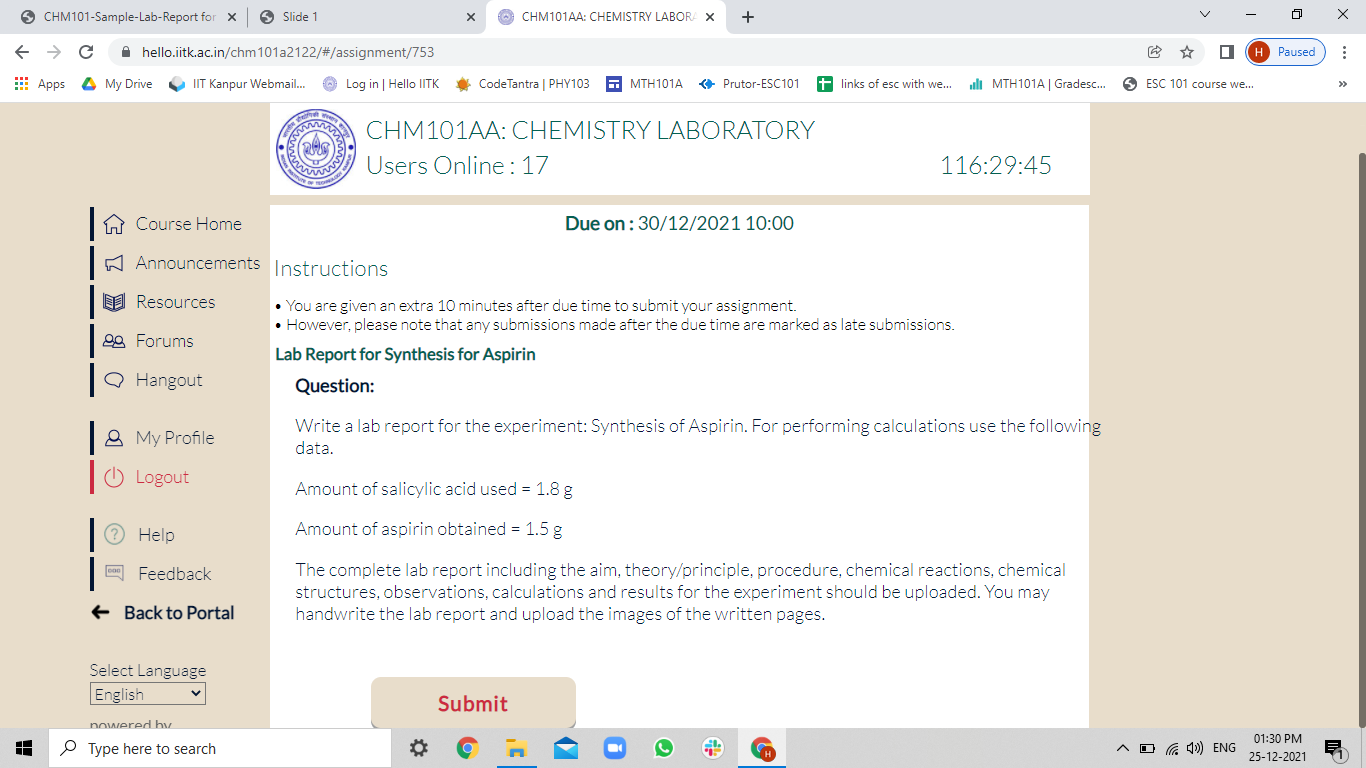 CHM101-Sample-Lab-Report for
Slide 1
CHM101AA: CHEMISTRY LABORA
hello.iitk.ac.in/chm101a2122/#/assignment/753
H Paused
Apps
My Drive
IIT Kanpur Webmail...
Log in | Hello IITK
CodeTantra | PHY103
MTH101A
Prutor-ESC101
links of esc with we...
MTH101A | Gradesc...
ESC 101 course we...
CHM101AA: CHEMISTRY LABORATORY
Users Online : 17
116:29:45
Course Home
Announcements
Resources
Forums
Hangout
My Profile
Logout
Help
Feedback
Back to Portal
Select Language
English
powered by
Due on : 30/12/2021 10:00
Instructions
• You are given an extra 10 minutes after due time to submit your assignment.
• However, please note that any submissions made after the due time are marked as late submissions.
Lab Report for Synthesis for Aspirin
Question:
Write a lab report for the experiment: Synthesis of Aspirin. For performing calculations use the following
data.
Amount of salicylic acid used = 1.8 g
Amount of aspirin obtained = 1.5 g
The complete lab report including the aim, theory/principle, procedure, chemical reactions, chemical
structures, observations, calculations and results for the experiment should be uploaded. You may
handwrite the lab report and upload the images of the written pages.
Submit
Type here to search
ENG
01:30 PM
25-12-2021
1